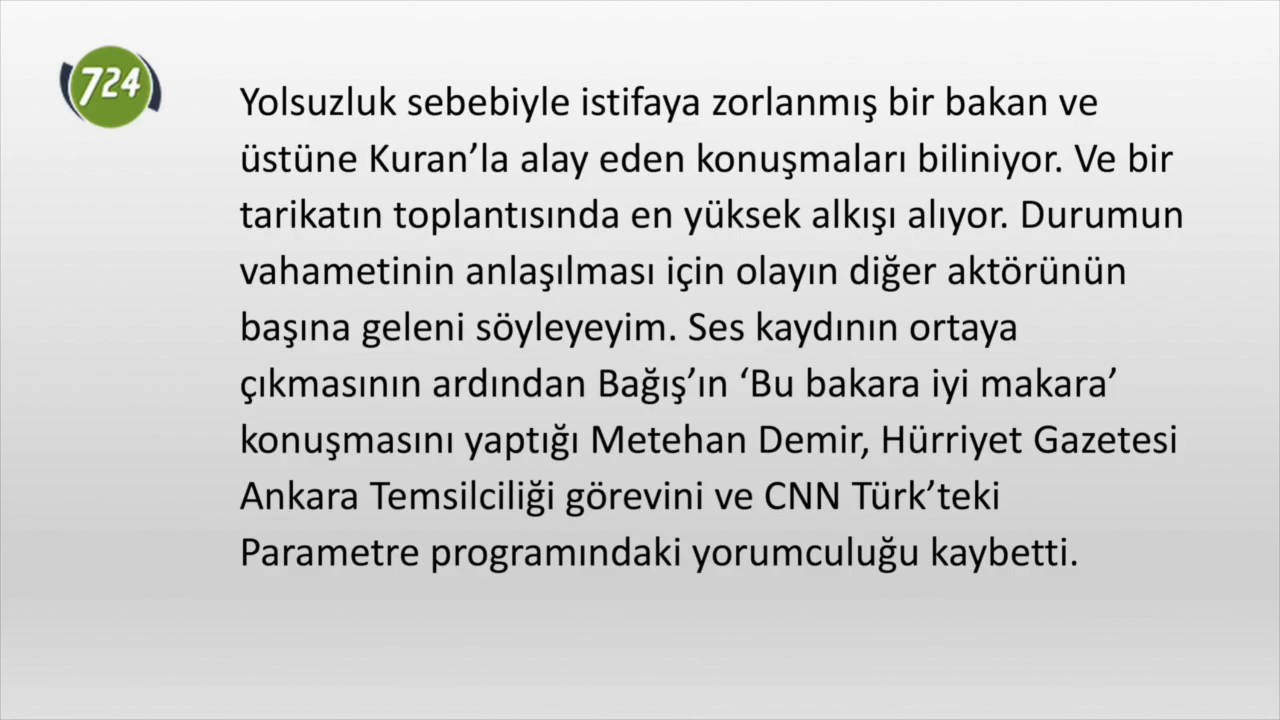 724
Yolsuzluk sebebiyle istifaya zorlanmış bir bakan ve
üstüne Kuran’la alay eden konuşmaları biliniyor. Ve bir
tarikatın toplantısında en yüksek alkışı alıyor. Durumun
vahametinin anlaşılması için olayın diğer aktörünün
başına geleni söyleyeyim. Ses kaydının ortaya
çıkmasının ardından Bağış’ın ‘Bu bakara iyi makara’
konuşmasını yaptığı Metehan Demir, Hürriyet Gazetesi
Ankara Temsilciliği görevini ve CNN Türk’teki
Parametre programındaki yorumculuğu kaybetti.